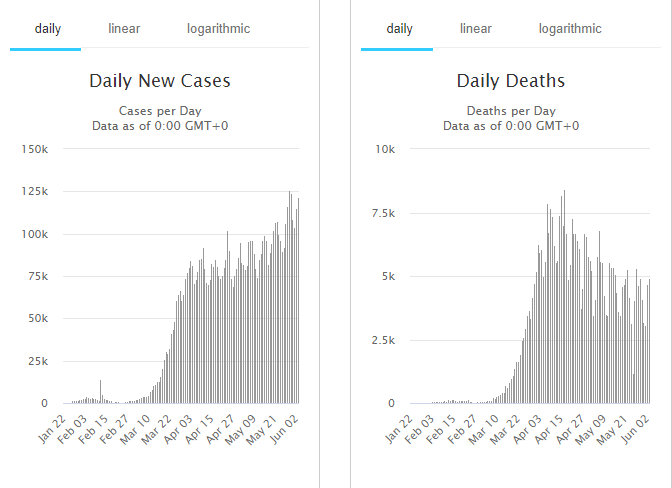 daily linear logarithmic
Daily New Cases
Cases per Day
Data as of 0:00 GMT+0
150k
125k
100k
75k
50k
25k
0
Jan 22 Feb 03 Feb 15 Feb 27 Mar 10 Mar 22 Apr 03 Apr 15 Apr 27 May 09 May 21 Jun 02
daily linear logarithmic
Daily Deaths
Deaths per Day
Data as of 0:00 GMT+0
10k
7.5k
5k
2.5k
0
Jan 22 Feb 03 Feb 15 Feb 27 Mar 10 Mar 22 Apr 03 Apr 15 Apr 27 May 09 May 21 Jun 02